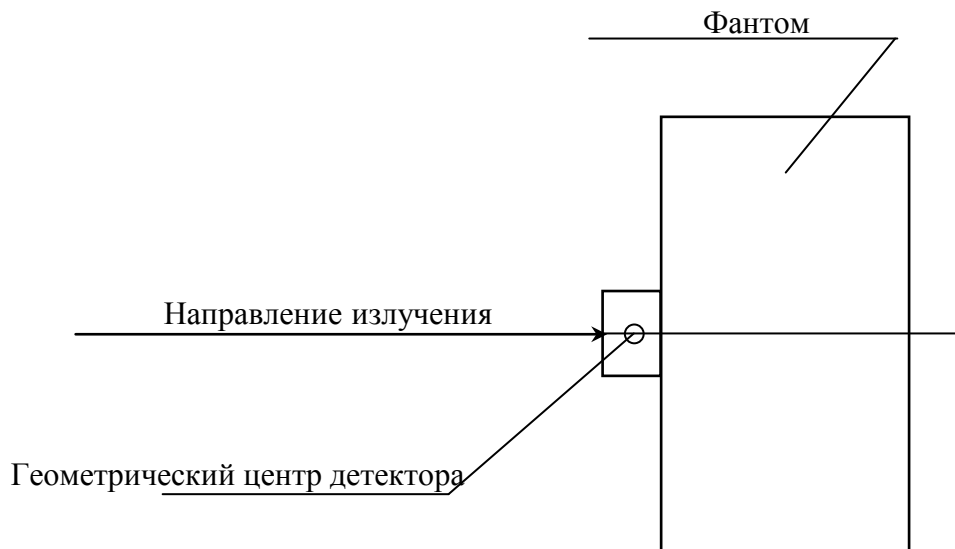 Фантом
Направление излучения
Геометрический центр детектора